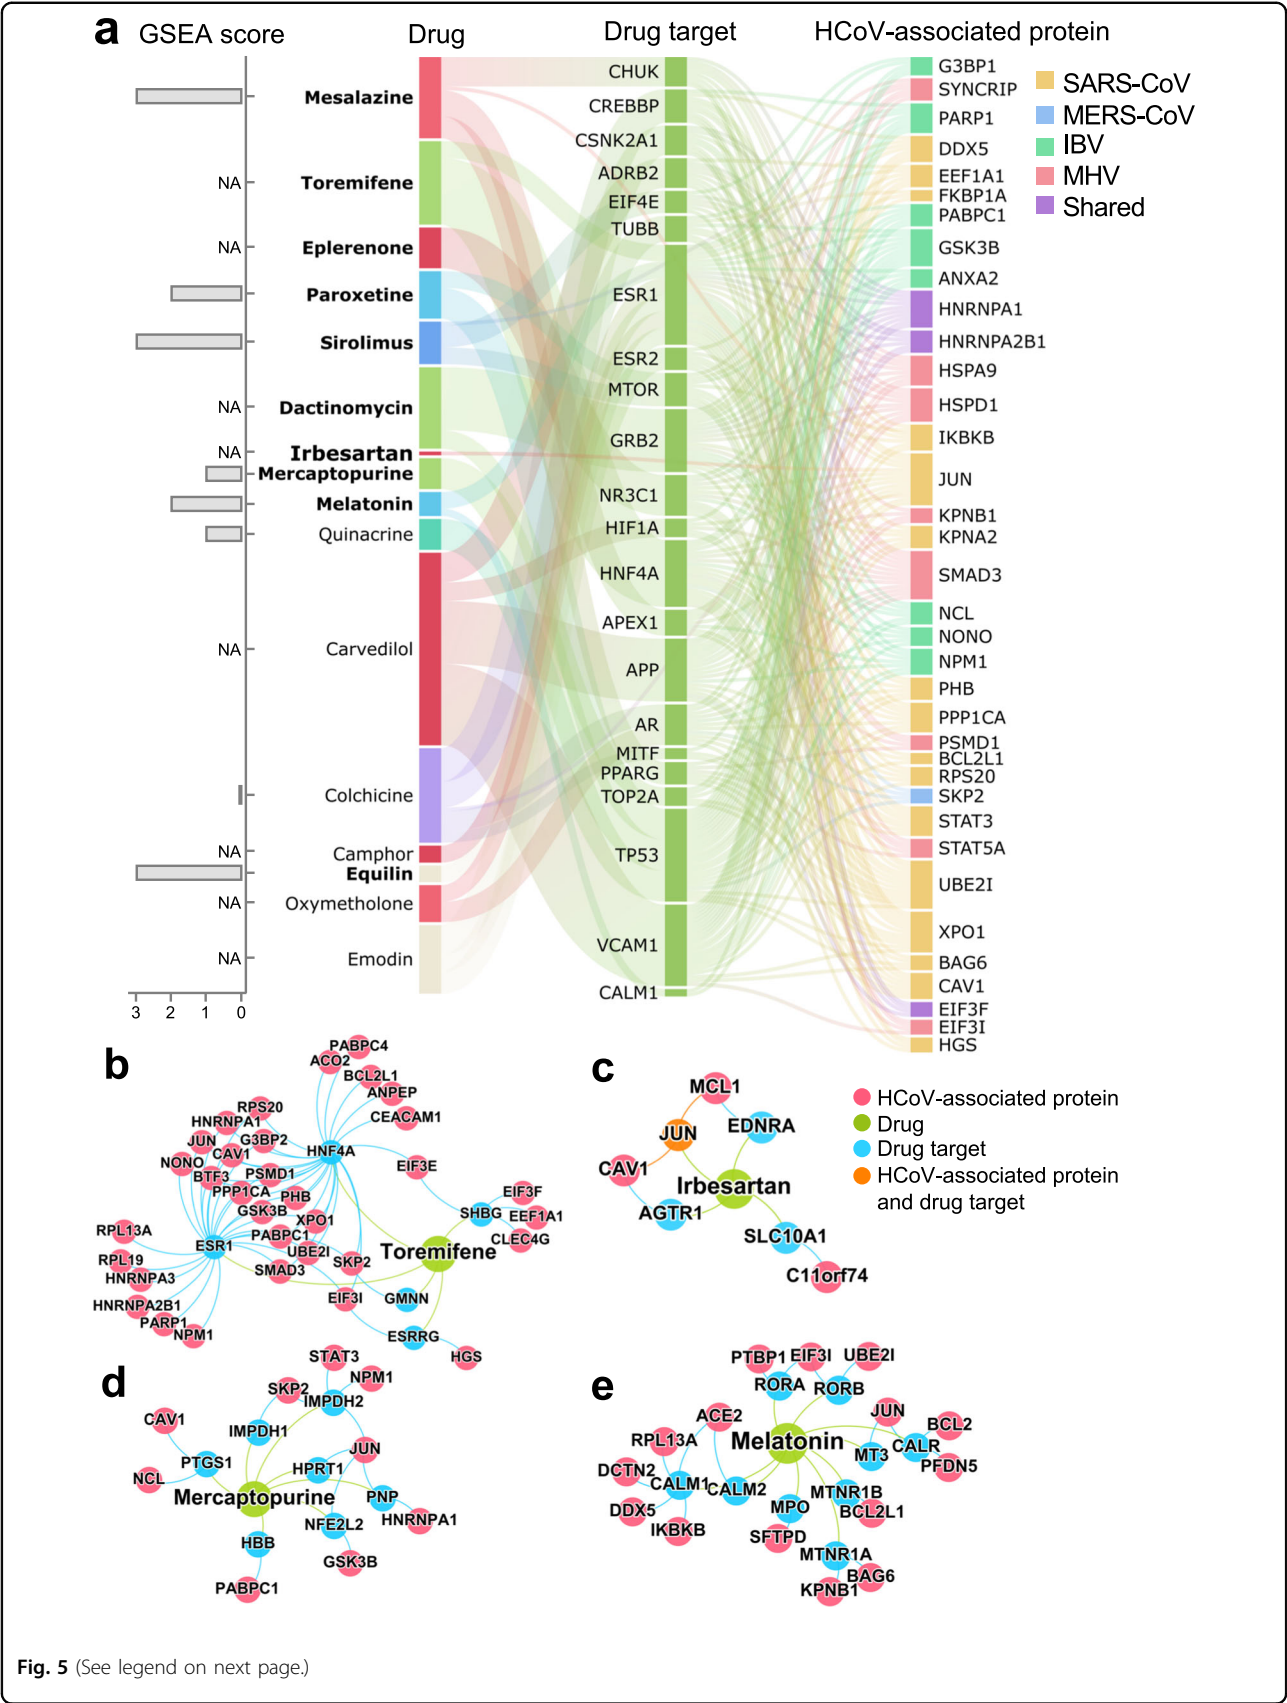 a
GSEA score
Drug
Drug target
HCoV-associated protein
Mesalazine
NA
Toremifene
NA
Eplerenone
Paroxetine
Sirolimus
NA
Dactinomycin
NA
Irbesartan
Mercaptopurine
Melatonin
Quinacrine
NA
Carvedilol
Colchicine
NA
Camphor
Equilin
NA
Oxymetholone
NA
Emodin
3 2 1 0
CHUK
CREBBP
CSNK2A1
ADRB2
EIF4E
TUBB
ESR1
ESR2
MTOR
GRB2
NR3C1
HIF1A
HNF4A
APEX1
APP
AR
MITF
PPARG
TOP2A
TP53
VCAM1
CALM1
G3BP1
SYNCRIP
PARP1
DDX5
EEF1A1
FKBP1A
PABPC1
GSK3B
ANXA2
HNRNPA1
HNRNPA2B1
HSPA9
HSPD1
IKBKB
JUN
KPNB1
KPNA2
SMAD3
NCL
NONO
NPM1
PHB
PPP1CA
PSMD1
BCL2L1
RPS20
SKP2
STAT3
STAT5A
UBE2I
XPO1
BAG6
CAV1
EIF3F
EIF3I
HGS
SARS-CoV
MERS-CoV
IBV
MHV
Shared
b
PABPC4
ACO2
BCL2L1
ANPEP
CEACAM1
RPS20
HNRNPA1
JUN
G3BP2
CAV1
HNF4A
NONO
BTF3
PSMD1
EIF3E
PPP1CA
PHB
GSK3B
XPO1
EIF3F
SHBG
EEF1A1
CLEC4G
RPL13A
PABPC1
ESR1
UBE2I
SKP2
Toremifene
RPL19
SMAD3
HNRNPA3
EIF3I
GMNN
HNRNPA2B1
PARP1
NPM1
ESRRG
HGS
c
MCL1
JUN
EDNRA
CAV1
Irbesartan
AGTR1
SLC10A1
C11orf74
HCoV-associated protein
Drug
Drug target
HCoV-associated protein
and drug target
d
STAT3
NPM1
SKP2
IMPDH2
CAV1
IMPDH1
JUN
PTGS1
HPRT1
NCL
Mercaptopurine
PNP
HNRNPA1
NFE2L2
HBB
GSK3B
PABPC1
e
PTBP1
EIF3I
UBE2I
RORA
RORB
ACE2
JUN
BCL2
RPL13A
Melatonin
MT3
CALR
PFDN5
DCTN2
CALM1
CALM2
MTNR1B
DDX5
MPO
BCL2L1
IKBKB
SFTPD
MTNR1A
BAG6
KPNB1
Fig. 5 (See legend on next page.)